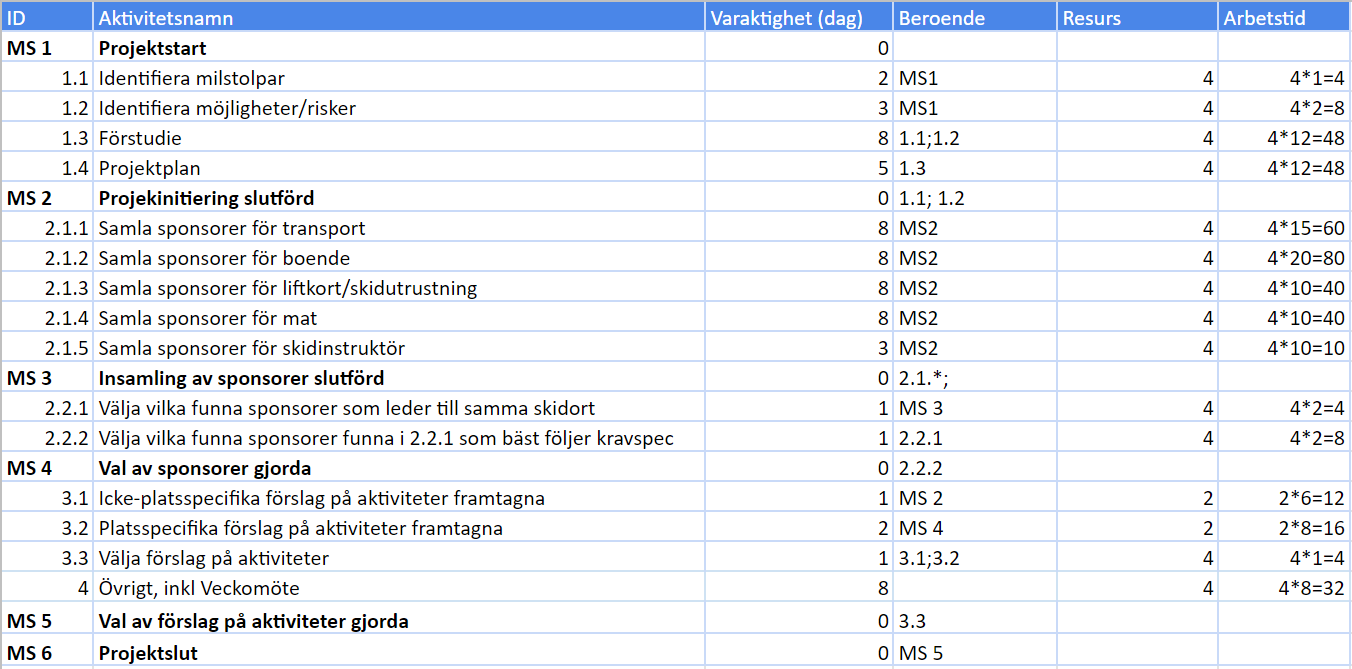 ID Aktivitetsnamn Varaktighet (dag) Beroende Resurs Arbetstid
MS 1 Projektstart 0
1.1 Identifiera milstolpar 2 MS1 4 4*1=4
1.2 Identifiera möjligheter/risker 3 MS1 4 4*2=8
1.3 Förstudie 8 1.1;1.2 4 4*12=48
1.4 Projektplan 5 1.3 4 4*12=48
MS 2 Projekinitiering slutförd 0 1.1; 1.2
2.1.1 Samla sponsorer för transport 8 MS2 4 4*15=60
2.1.2 Samla sponsorer för boende 8 MS2 4 4*20=80
2.1.3 Samla sponsorer för liftkort/skidutrustning 8 MS2 4 4*10=40
2.1.4 Samla sponsorer för mat 8 MS2 4 4*10=40
2.1.5 Samla sponsorer för skidinstruktör 3 MS2 4 4*10=10
MS 3 Insamling av sponsorer slutförd 0 2.1.*;
2.2.1 Välja vilka funna sponsorer som leder till samma skidort 1 MS 3 4 4*2=4
2.2.2 Välja vilka funna sponsorer funna i 2.2.1 som bäst följer kravspec 1 2.2.1 4 4*2=8
MS 4 Val av sponsorer gjorda 0 2.2.2
3.1 Icke-platsspecifika förslag på aktiviteter framtagna 1 MS 2 2 2*6=12
3.2 Platsspecifika förslag på aktiviteter framtagna 2 MS 4 2 2*8=16
3.3 Välja förslag på aktiviteter 1 3.1;3.2 4 4*1=4
4 Övrigt, inkl Veckomöte 8 4 4*8=32
MS 5 Val av förslag på aktiviteter gjorda 0 3.3
MS 6 Projektslut 0 MS 5